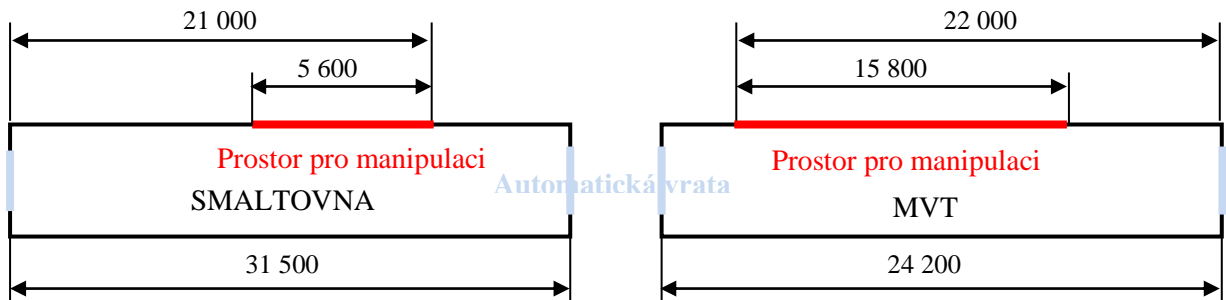 21 000
22 000
5 600
15 800
Prostor pro manipulaci
Prostor pro manipulaci
Automatická vrata
SMALTOVNA
MVT
31 500
24 200